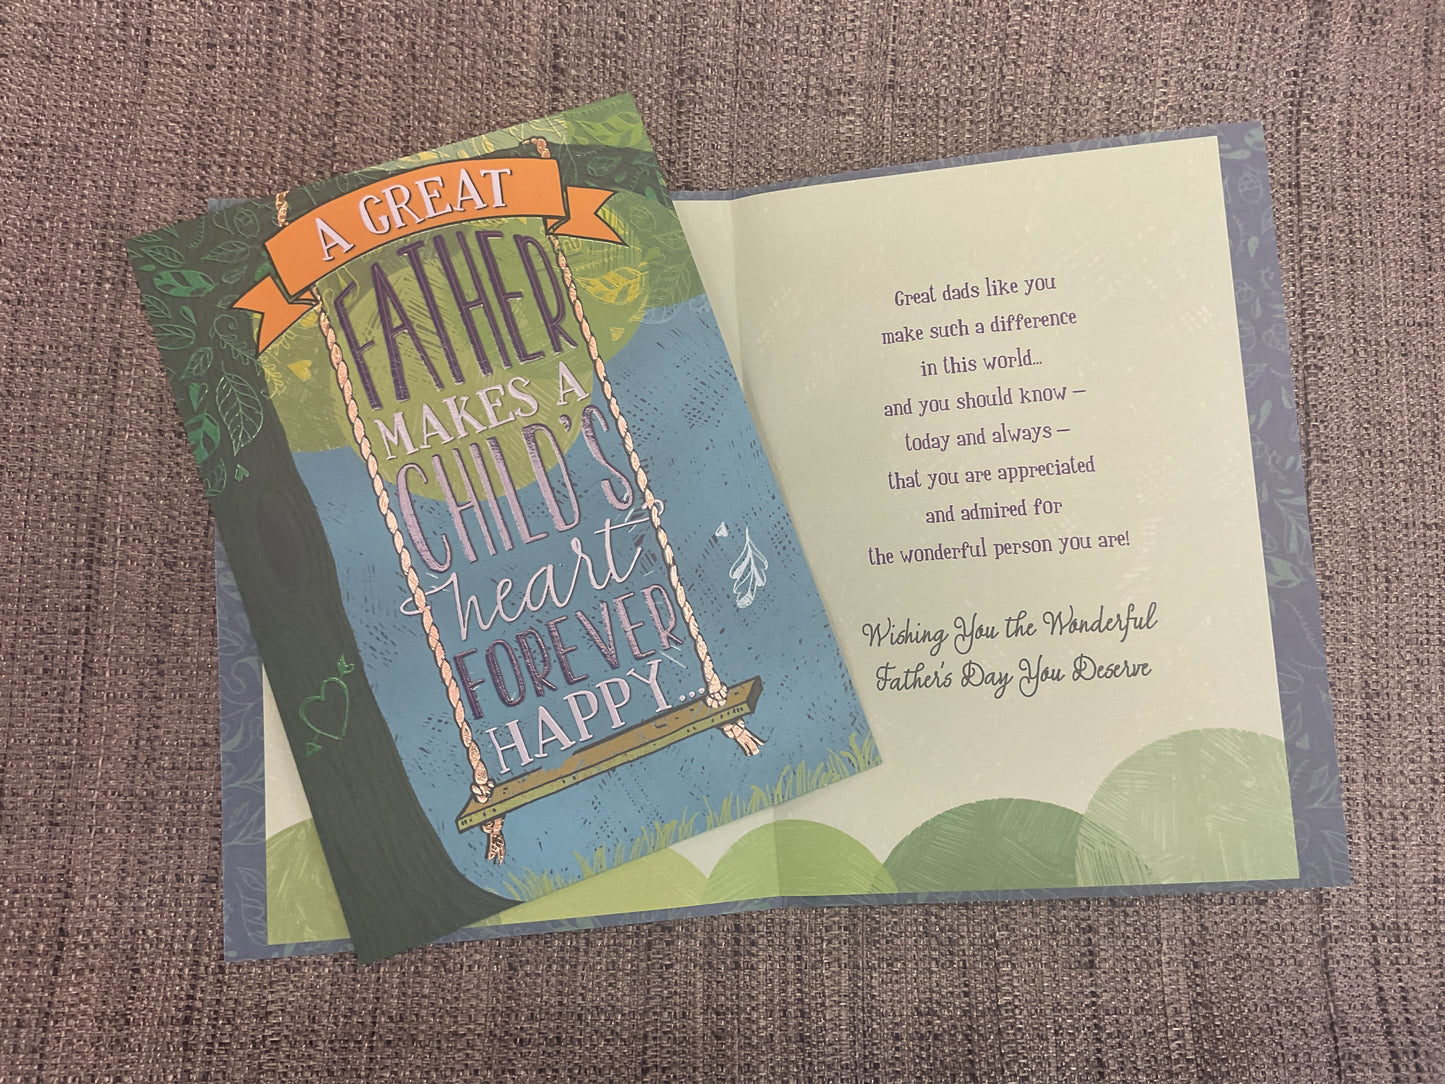 A GREAT
FATHER
MAKES A
CHILD'S
heart
FOREVER
HAPPY...
Great dads like you
make such a difference
in this world...
and you should know –
today and always –
that you are appreciated
and admired for
the wonderful person you are!
Wishing You the Wonderful
Father's Day You Deserve